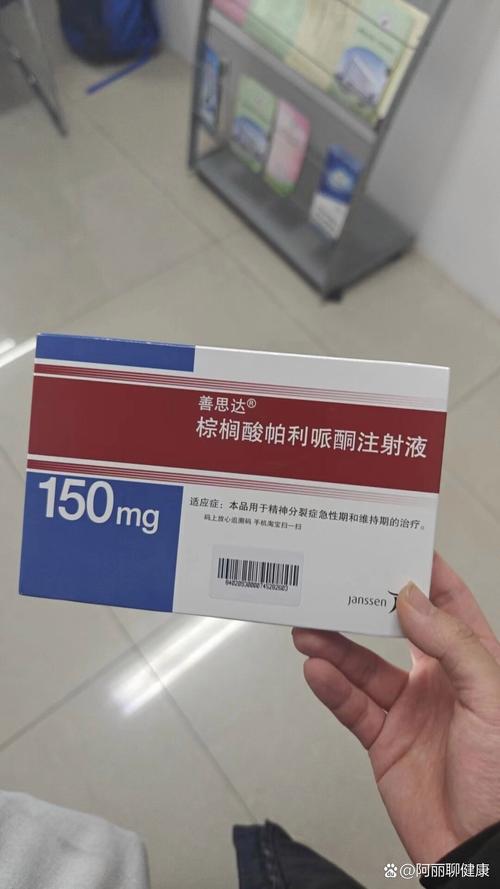 善思达®
棕榈酸帕利哌酮注射液
150mg
适应症：本品用于精神分裂症急性期和维持期的治疗。
码上放心追溯码 手机淘宝扫一扫
janssen
@阿丽聊健康